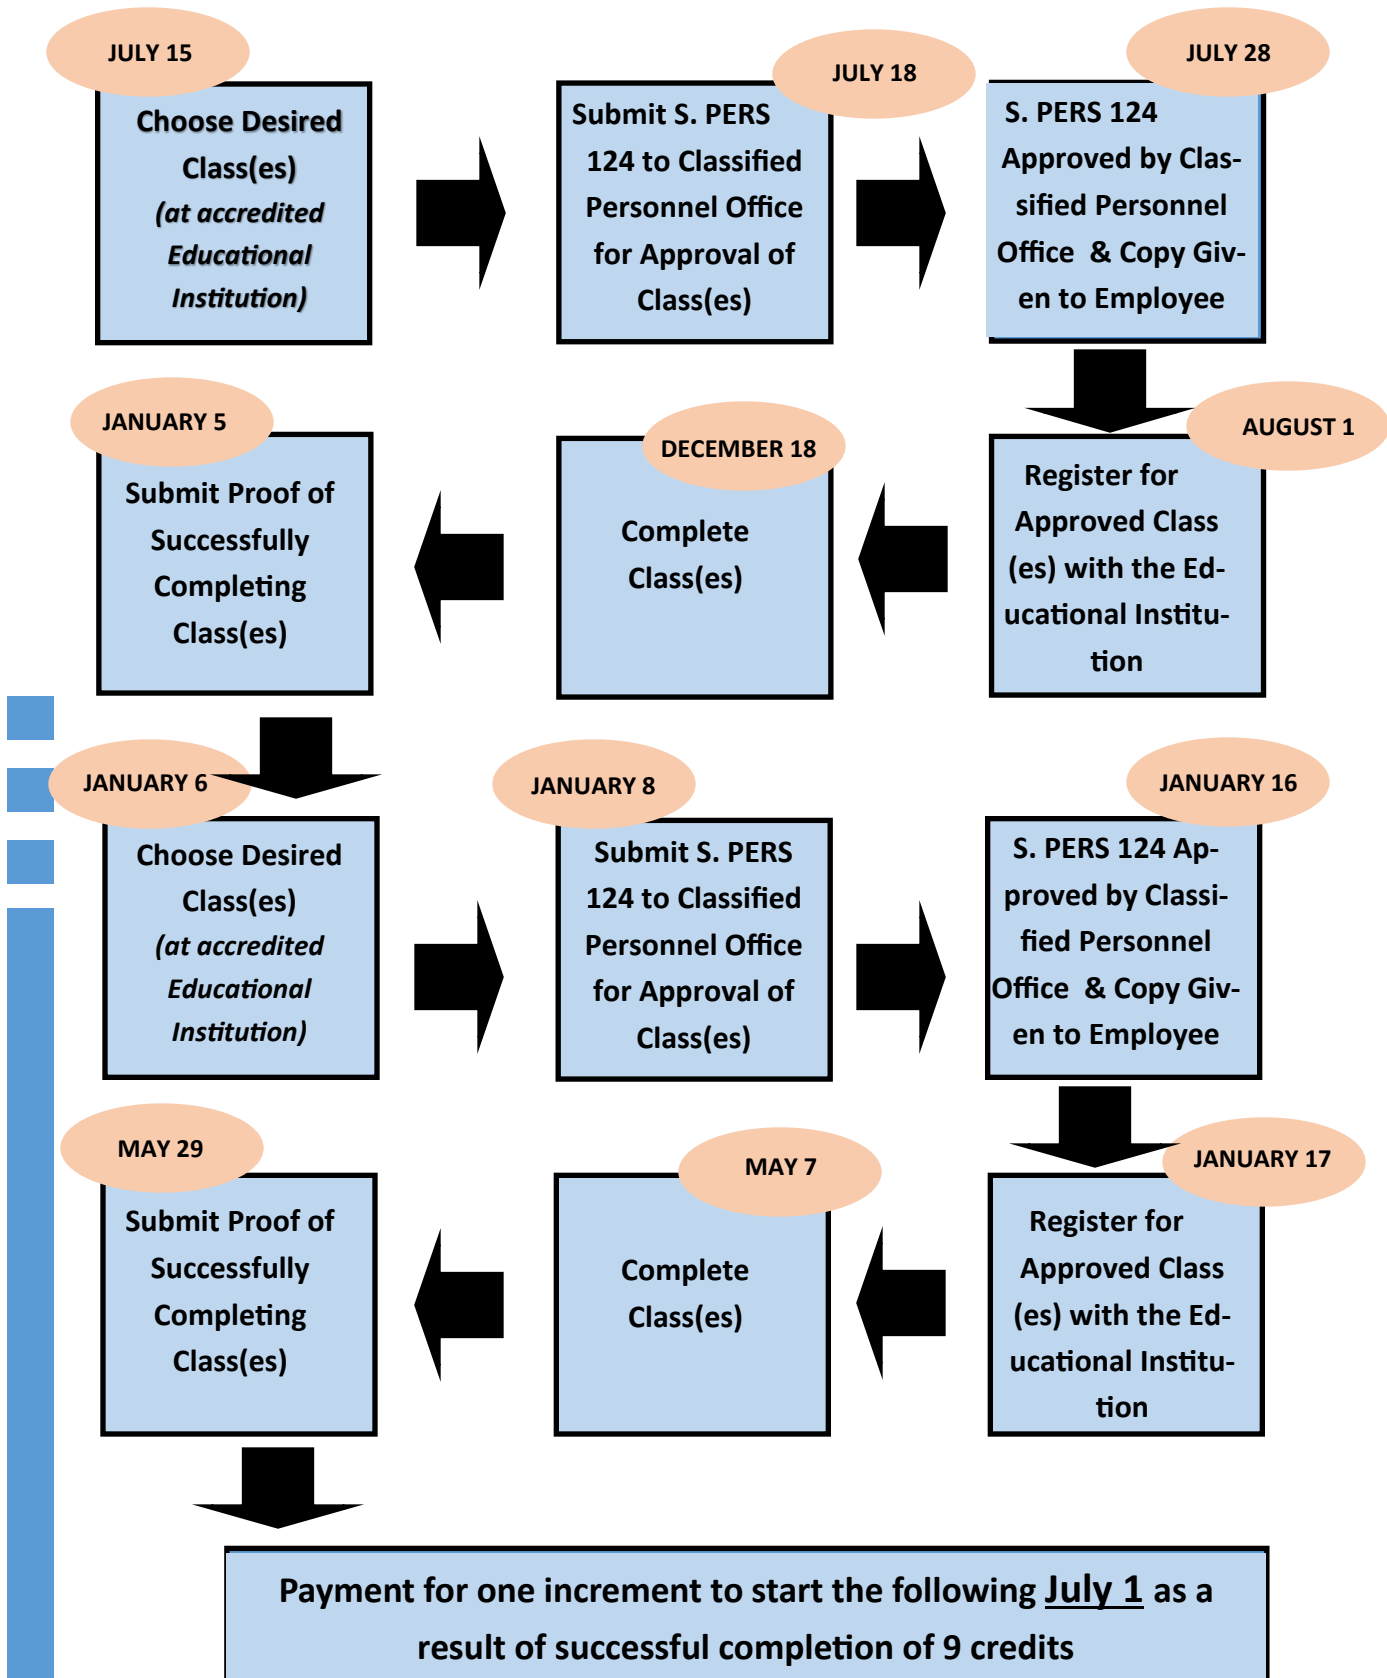 JULY 15
Choose Desired
Class(es)
(at accredited
Educational
Institution)
JULY 18
Submit S. PERS
124 to Classified
Personnel Office
for Approval of
Class(es)
JULY 28
S. PERS 124
Approved by Clas-
sified Personnel
Office & Copy Giv-
en to Employee
AUGUST 1
Register for
Approved Class
(es) with the Ed-
ucational Institu-
tion
DECEMBER 18
Complete
Class(es)
JANUARY 5
Submit Proof of
Successfully
Completing
Class(es)
JANUARY 6
Choose Desired
Class(es)
(at accredited
Educational
Institution)
JANUARY 8
Submit S. PERS
124 to Classified
Personnel Office
for Approval of
Class(es)
JANUARY 16
S. PERS 124 Ap-
proved by Classi-
fied Personnel
Office & Copy Giv-
en to Employee
JANUARY 17
Register for
Approved Class
(es) with the Ed-
ucational Institu-
tion
MAY 7
Complete
Class(es)
MAY 29
Submit Proof of
Successfully
Completing
Class(es)
Payment for one increment to start the following July 1 as a
result of successful completion of 9 credits